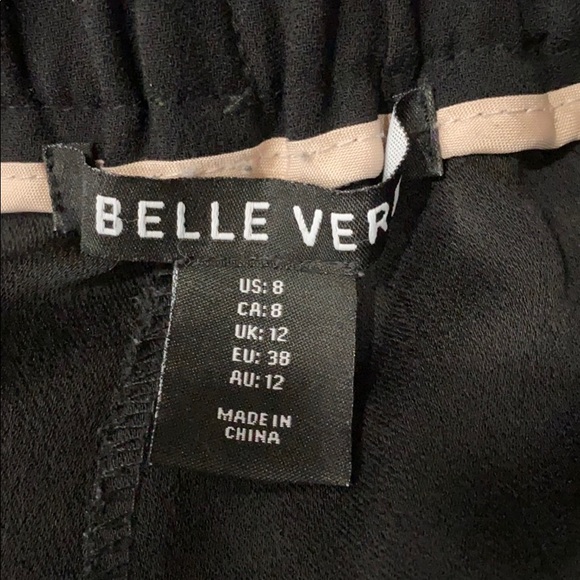 BELLE VER
US: 8
CA: 8
UK: 12
EU: 38
AU: 12
MADE IN
CHINA